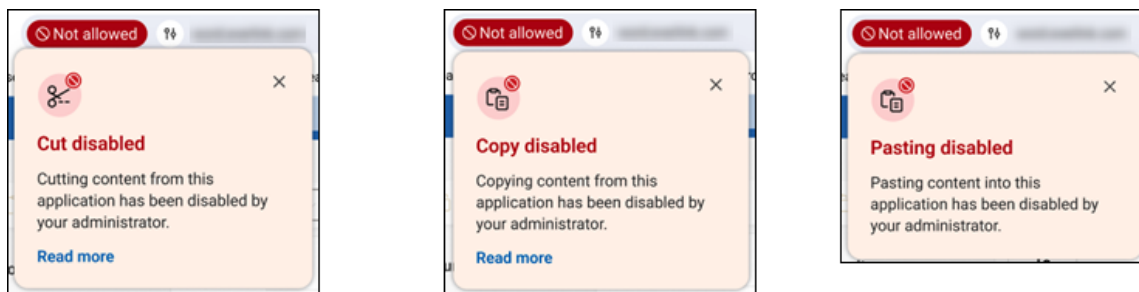 Not allowed
Cut disabled
Cutting content from this
application has been disabled by
your administrator.
Read more
Not allowed
Copy disabled
Copying content from this
application has been disabled by
your administrator.
Read more
Not allowed
Pasting disabled
Pasting content into this
application has been disabled by
your administrator.